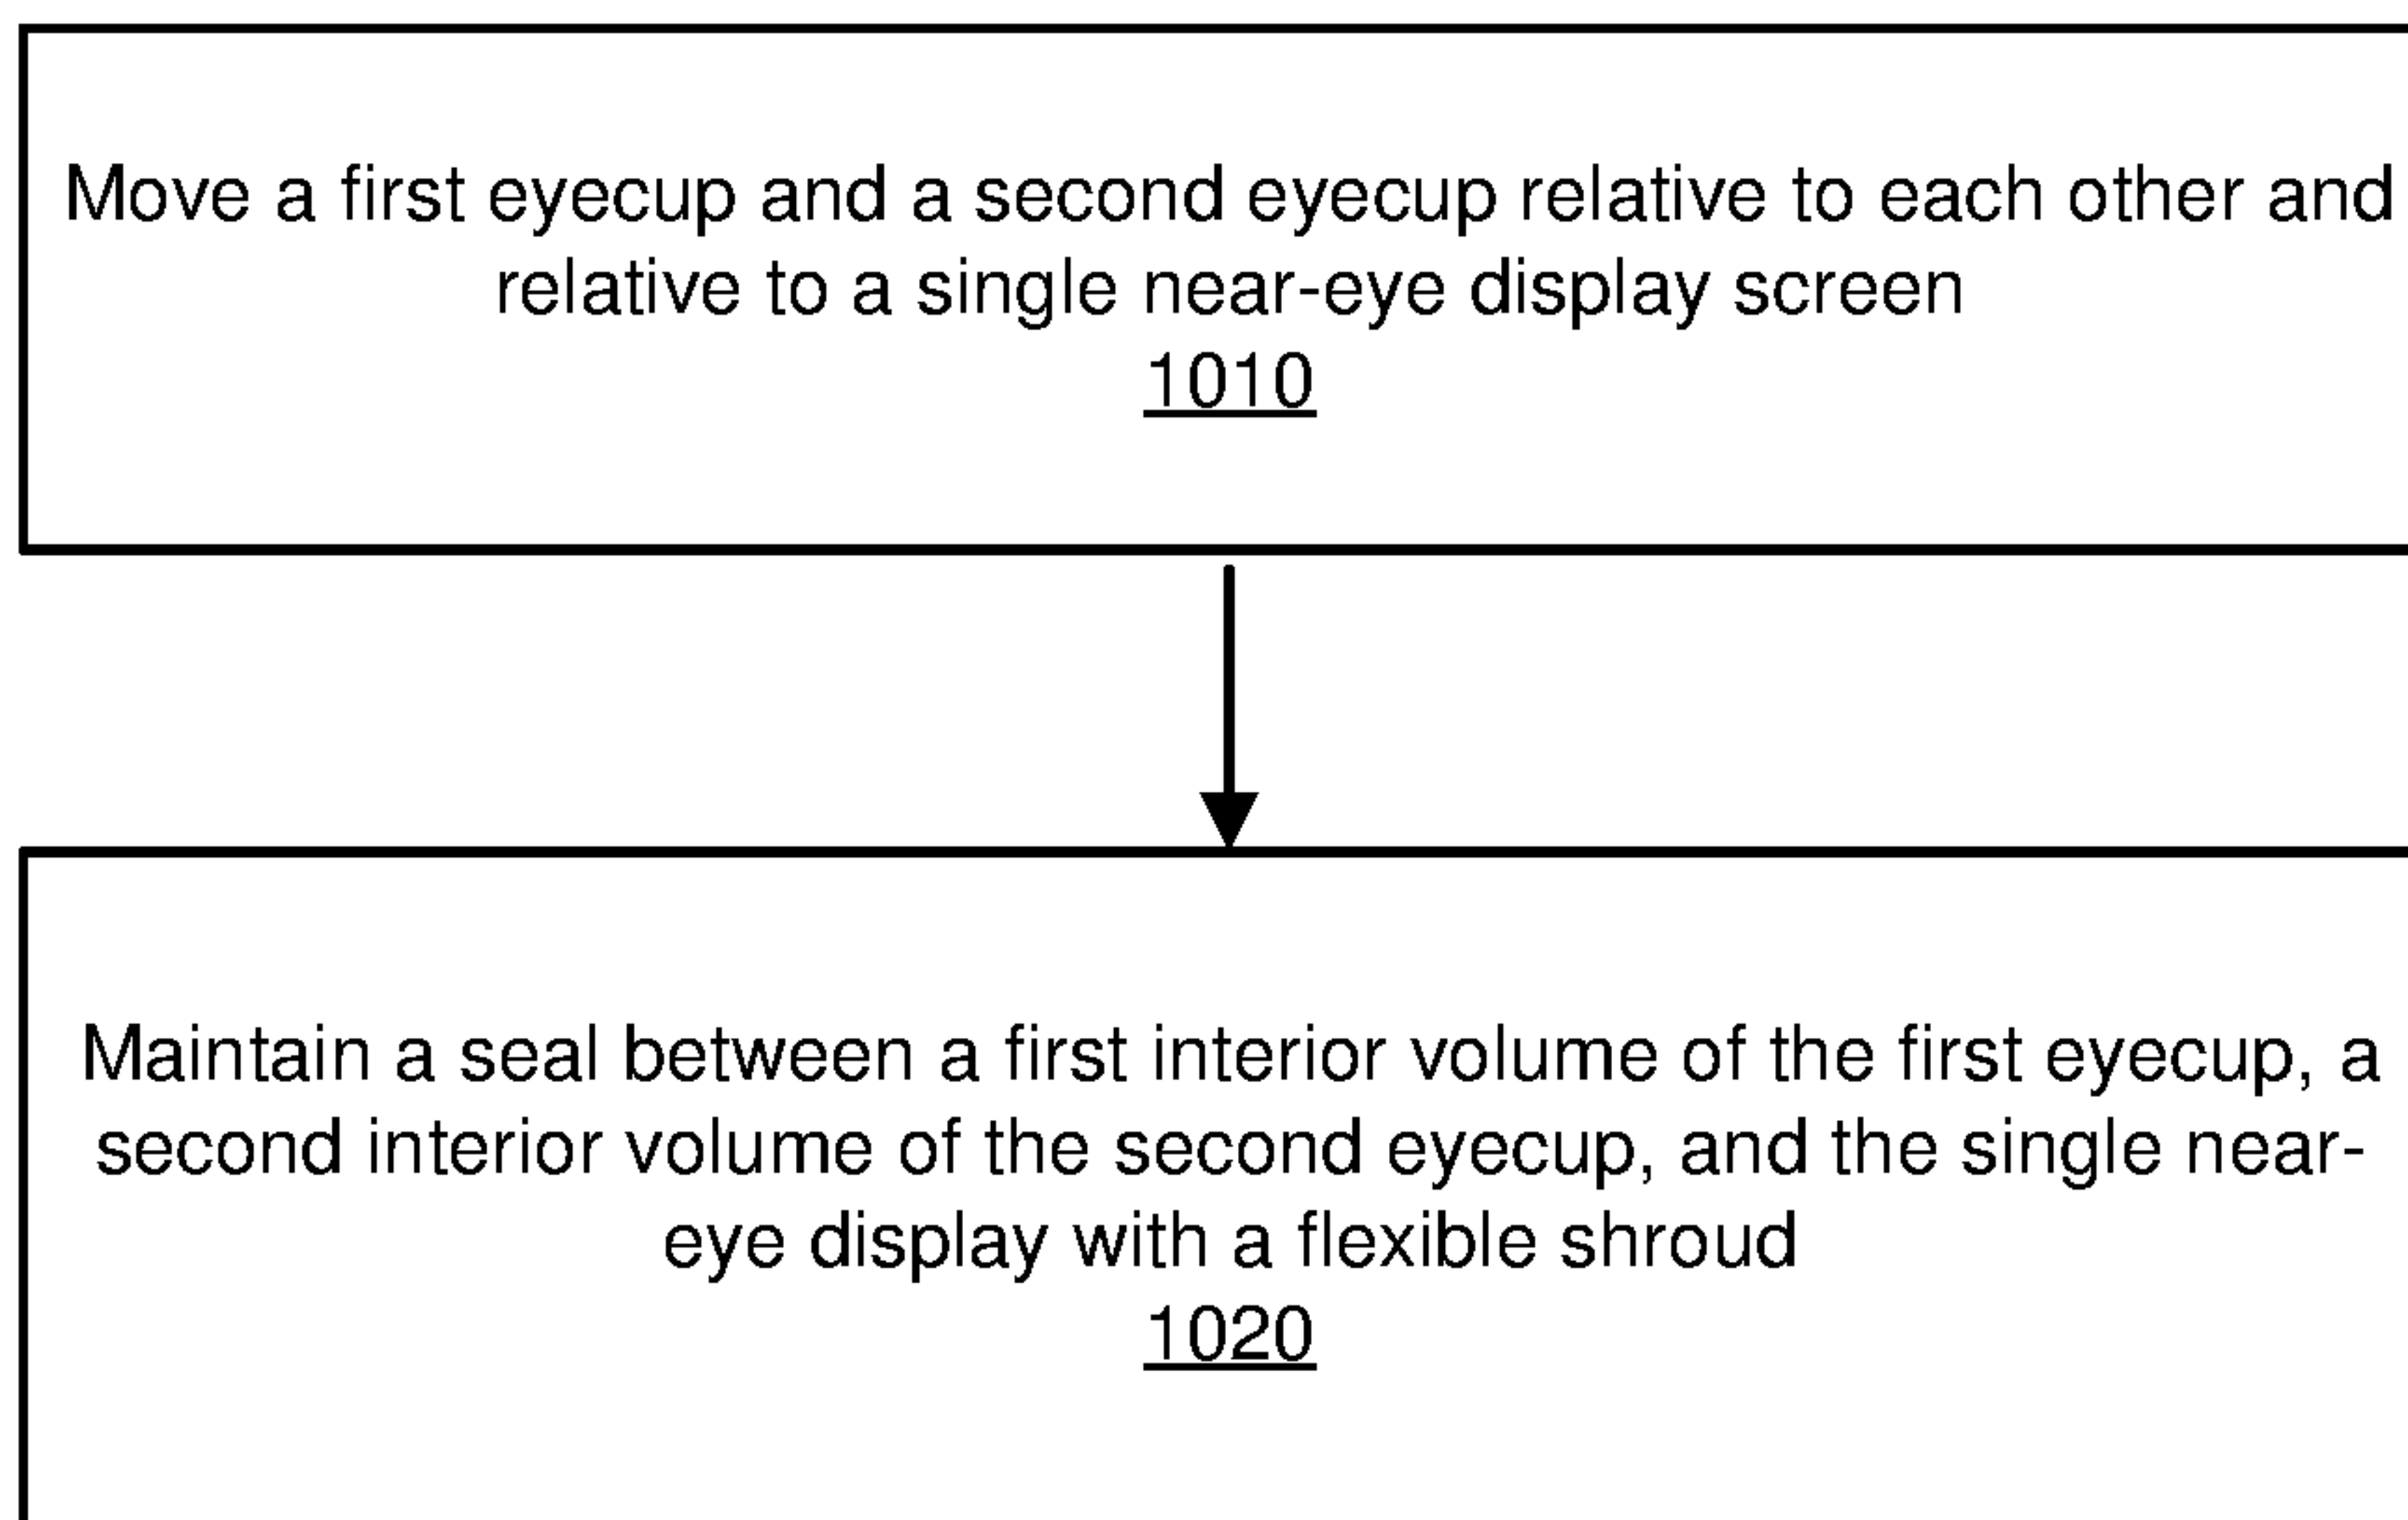 Move a first eyecup and a second eyecup relative to each other and
relative to a single near-eye display screen
1010
Maintain a seal between a first interior volume of the first eyecup, a
second interior volume of the second eyecup, and the single near-
eye display with a flexible shroud
1020